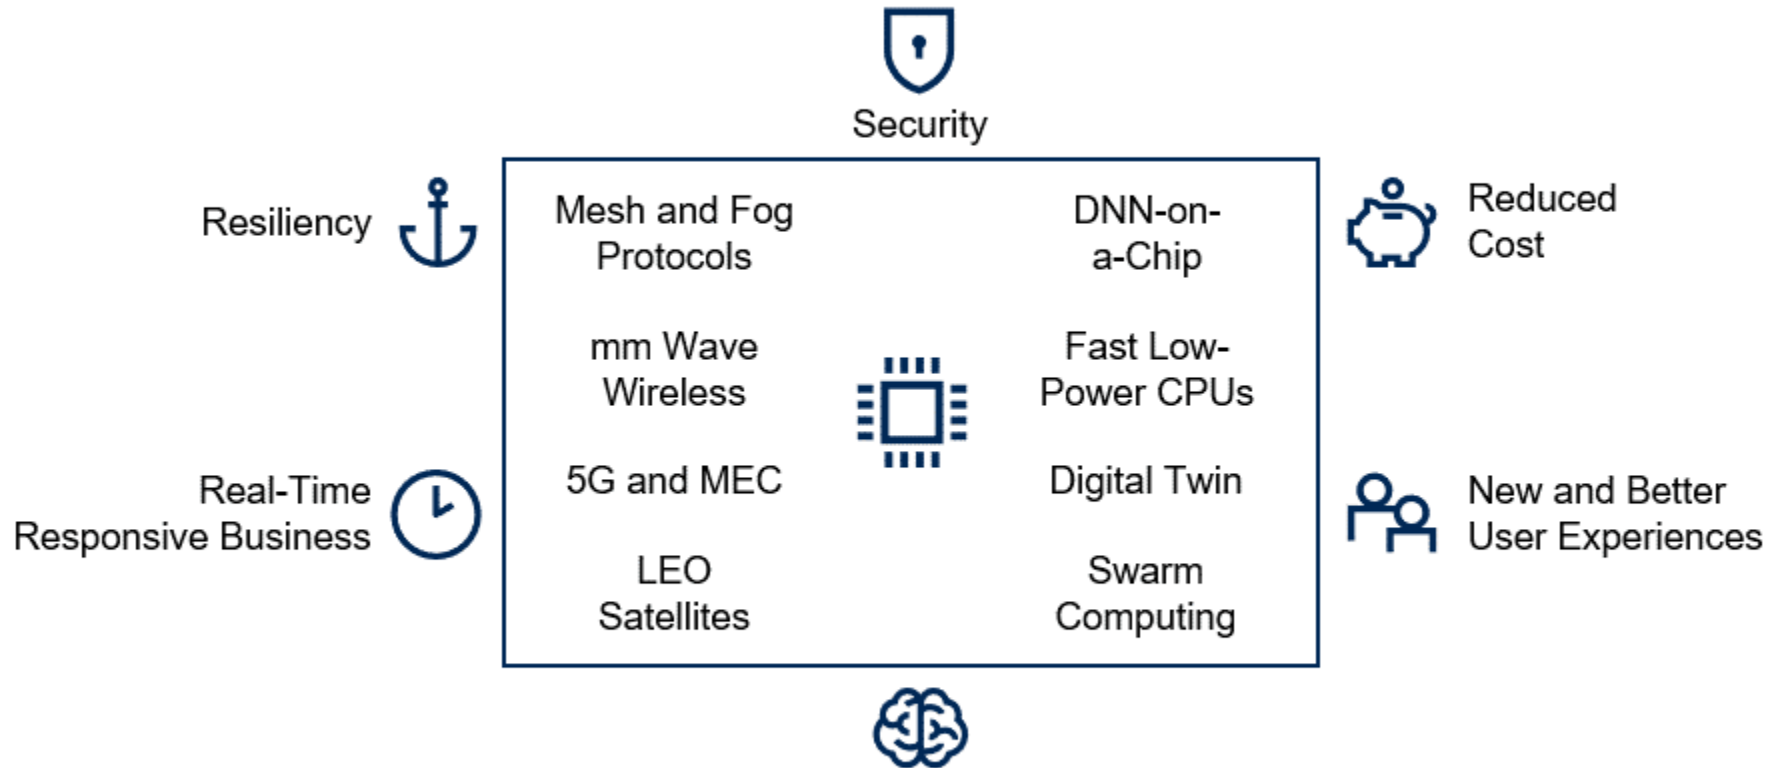 Security
Resiliency
Real-Time
Responsive Business
Mesh and Fog
Protocols
mm Wave
Wireless
5G and MEC
LEO
Satellites
DNN-on-
a-Chip
Fast Low-
Power CPUs
Digital Twin
Swarm
Computing
Reduced
Cost
New and Better
User Experiences